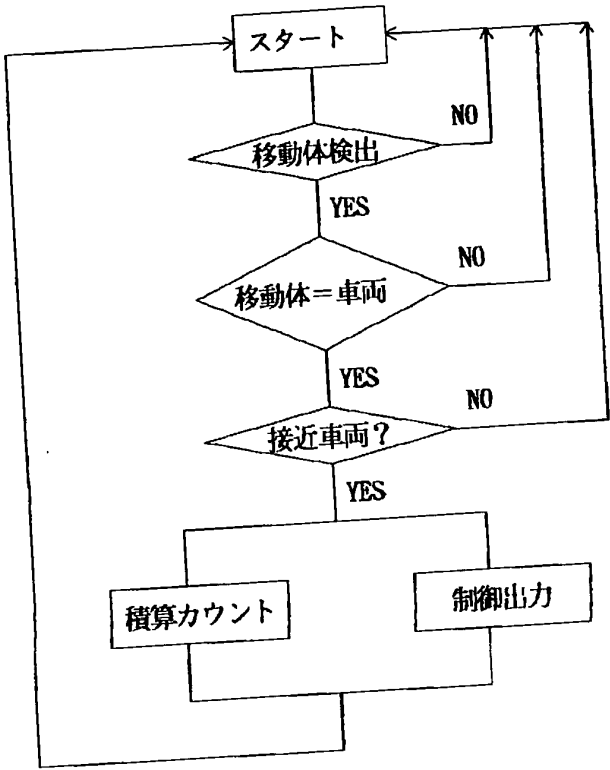 スタート
NO
移動体検出
YES
NO
移動体=車両
YES
NO
接近車両?
YES
積算カウント
制御出力